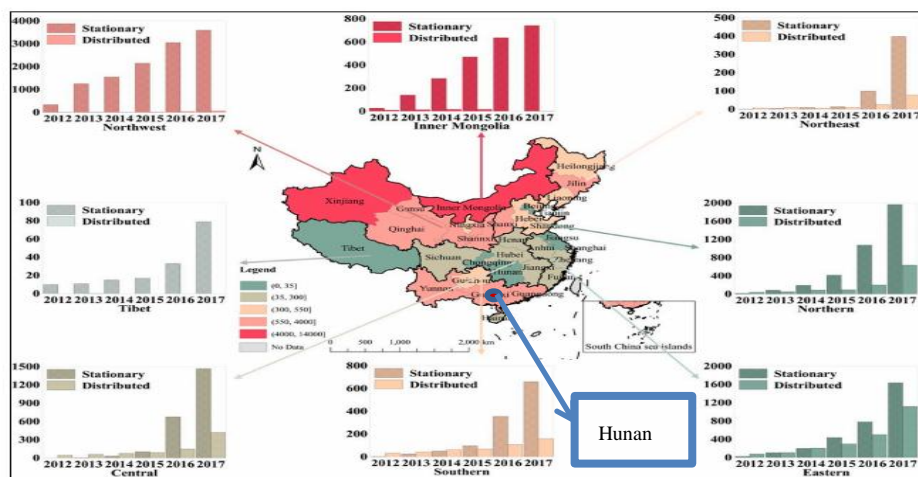 4000
3000
2000
1000
0
Stationary
Distributed
2012 2013 2014 2015 2016 2017
Northwest
800
600
400
200
0
Stationary
Distributed
2012 2013 2014 2015 2016 2017
Inner Mongolia
500
400
300
200
100
0
Stationary
Distributed
2012 2013 2014 2015 2016 2017
Northeast
N
Heilongjiang
Jilin
Liaoning
Xinjiang
Gansu
Inner Mongolia
Beijing
Hebei
Ningxia Shanxi
Shandong
Qinghai
Shannxi Henan
Jiangsu
Tibet
Anhui Shanghai
Sichuan
Hubei
Chongqing
Zhejiang
Hunan Jiangxi
Yunnan
Guangdong
100
80
60
40
20
0
Stationary
Distributed
2012 2013 2014 2015 2016 2017
Tibet
Legend
(0, 35]
(35, 300]
(300, 550]
(550, 4000]
(4000, 14000]
No Data
0
2,000 km
South China sea islands
2000
1600
1200
800
400
0
Stationary
Distributed
2012 2013 2014 2015 2016 2017
Northern
1500
1200
900
600
300
0
Stationary
Distributed
2012 2013 2014 2015 2016 2017
Central
800
600
400
200
0
Stationary
Distributed
2012 2013 2014 2015 2016 2017
Southern
Hunan
2000
1600
1200
800
400
0
Stationary
Distributed
2012 2013 2014 2015 2016 2017
Eastern